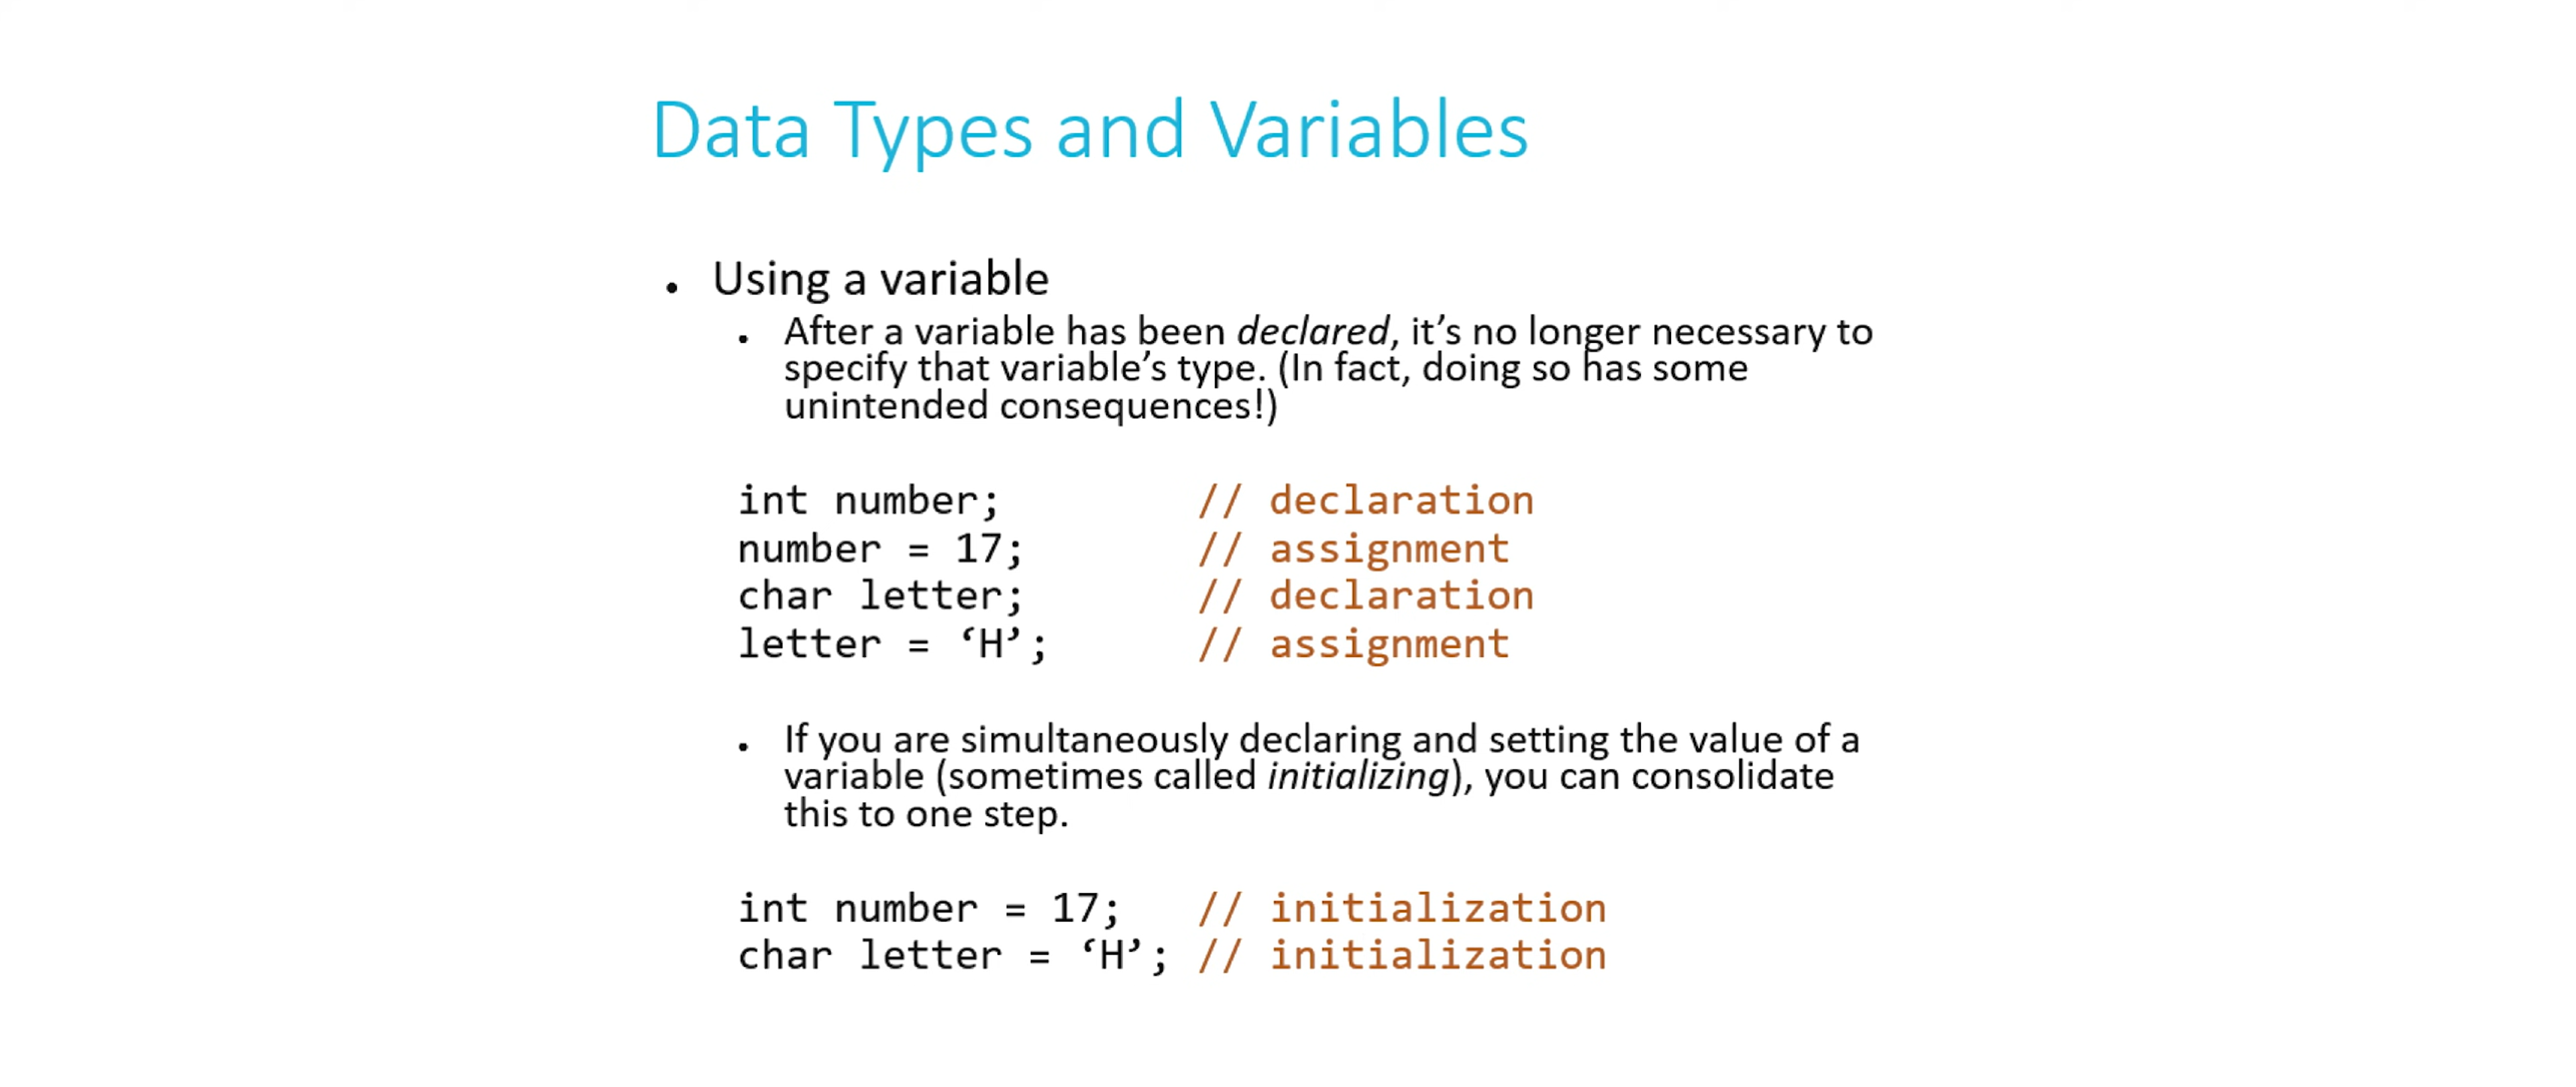 Data Types and Variables
• Using a variable
• After a variable has been declared, it’s no longer necessary to
specify that variable’s type. (In fact, doing so has some
unintended consequences!)
int number; // declaration
number = 17; // assignment
char letter; // declaration
letter = ‘H’; // assignment
• If you are simultaneously declaring and setting the value of a
variable (sometimes called initializing), you can consolidate
this to one step.
int number = 17; // initialization
char letter = ‘H’; // initialization